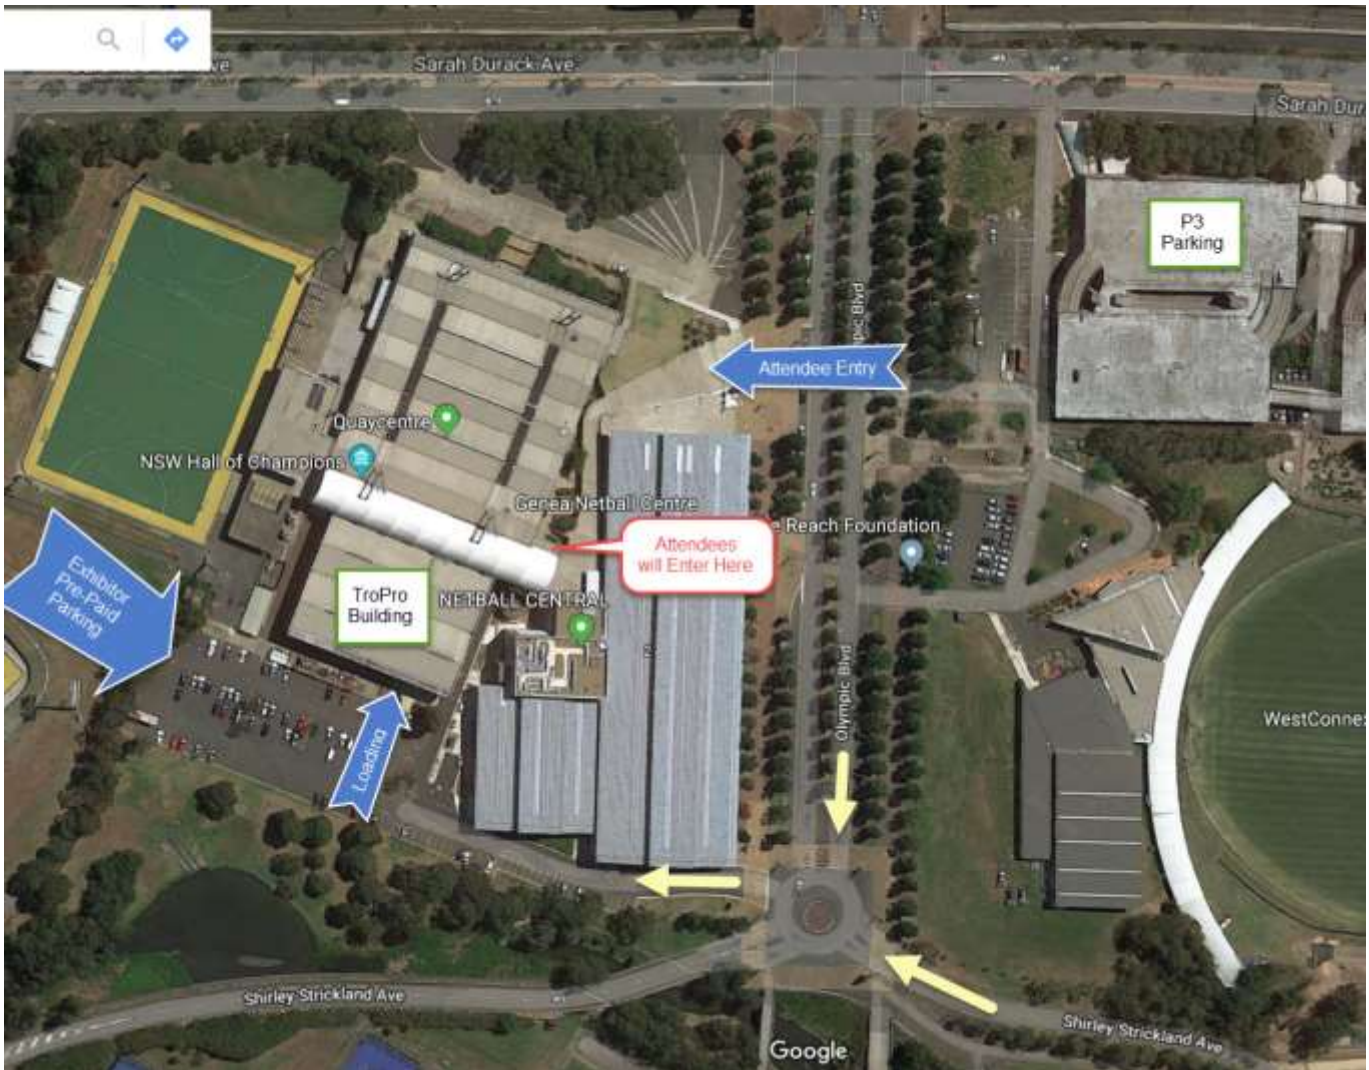 Sarah Durack Ave
Sarah Dur
P3
Parking
Attendee Entry
Quaycentre
NSW Hall of Champions
Genea Netball Centre
e Reach Foundation
Attendees
will Enter Here
Exhibitor
Pre-Paid
Parking
TroPro
Building
NETBALL CENTRAL
Loading
Olympic Blvd
pic Blvd
WestConnex
Shirley Strickland Ave
Shirley Strickland Ave
Google